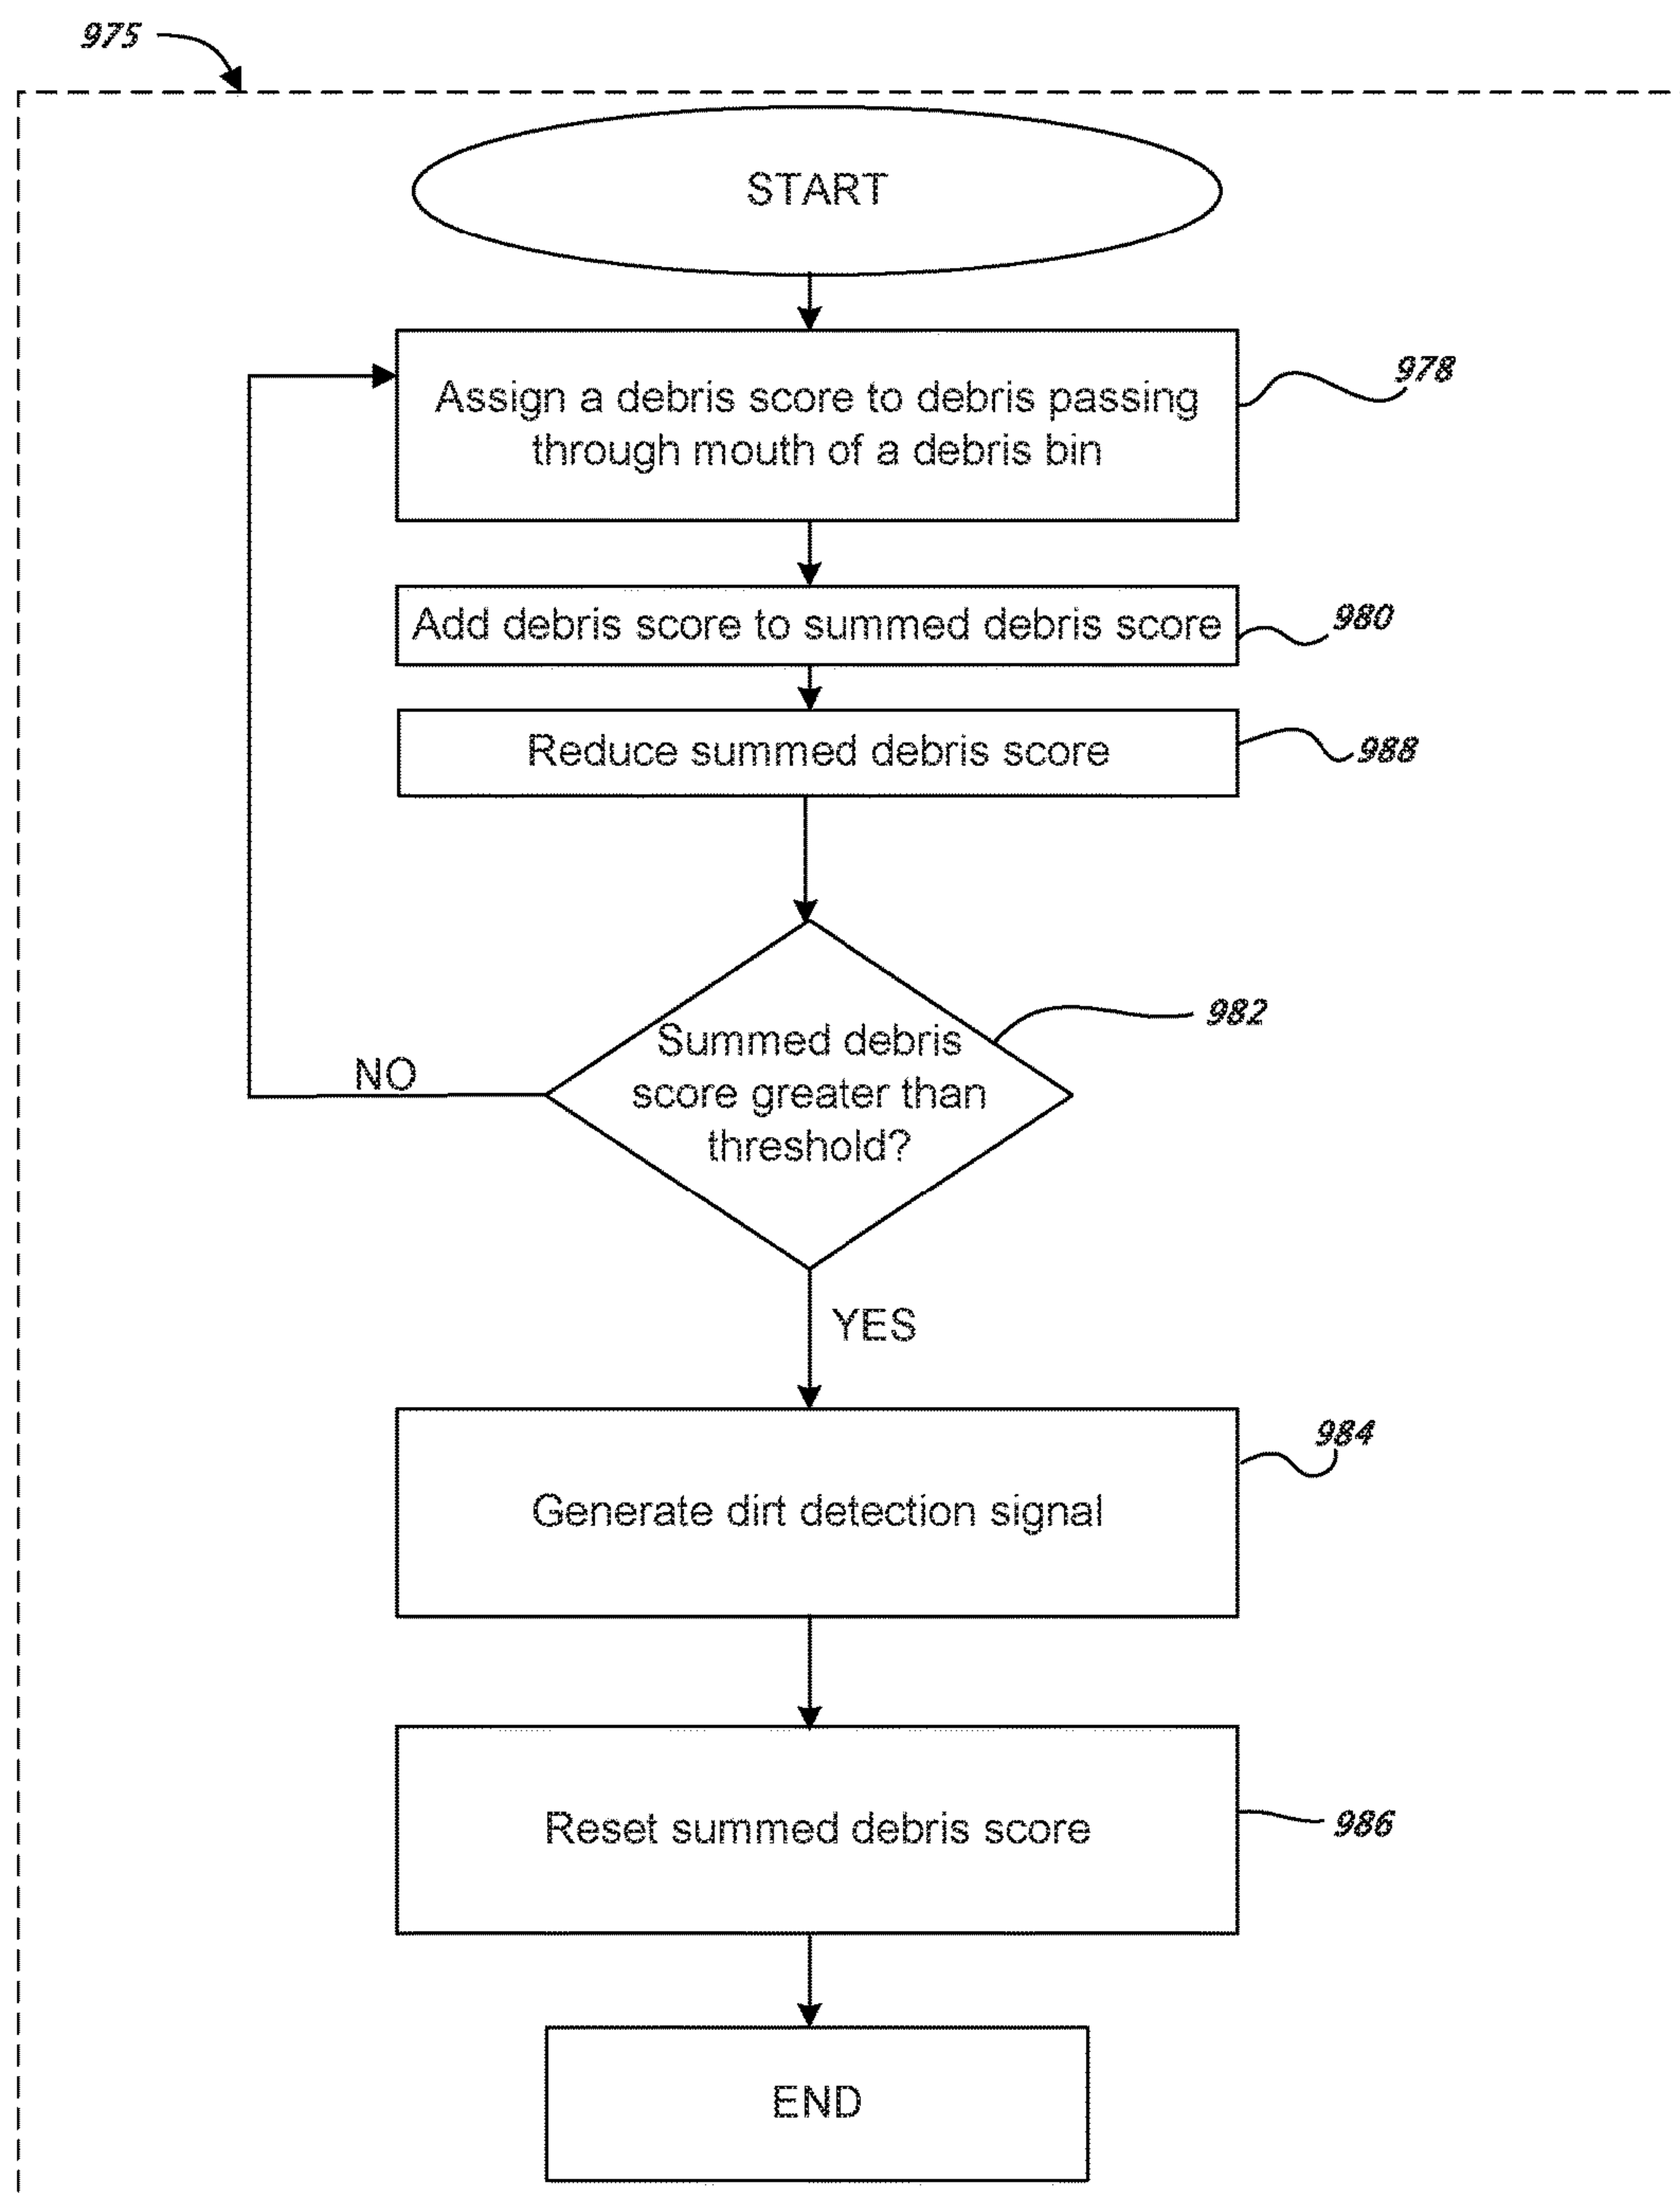 975
START
Assign a debris score to debris passing
through mouth of a debris bin
978
Add debris score to summed debris score
980
Reduce summed debris score
988
Summed debris
score greater than
threshold?
982
NO
YES
Generate dirt detection signal
984
Reset summed debris score
986
END